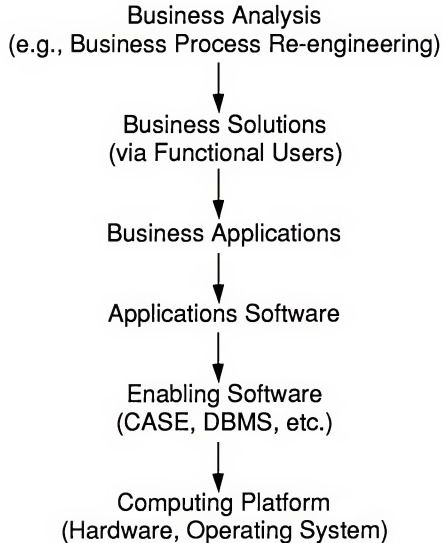 Business Analysis
(e.g., Business Process Re-engineering)
Business Solutions
(via Functional Users)
Business Applications
Applications Software
Enabling Software
(CASE, DBMS, etc.)
Computing Platform
(Hardware, Operating System)